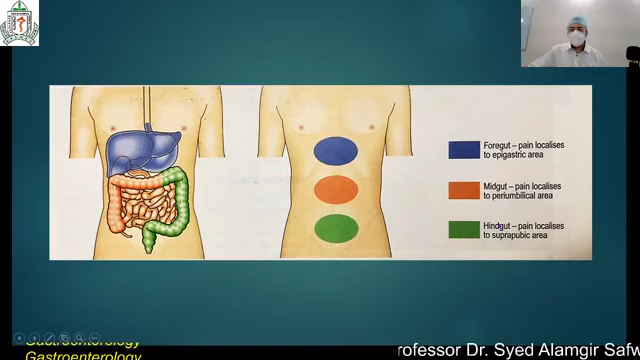 Foregut – pain localises
to epigastric area
Midgut – pain localises
to periumbilical area
Hindgut – pain localises
to suprapubic area
Gastroenterology
Gastroenterology
rofessor Dr. Syed Alamgir Safw